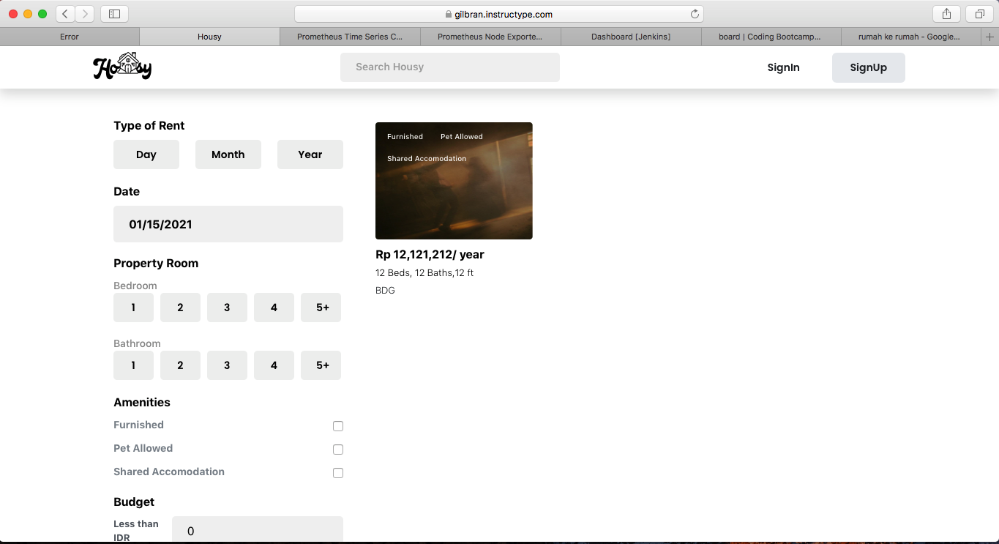 gilbran.instructype.com
Error
Housy
Prometheus Time Series C...
Prometheus Node Exporte...
Dashboard [Jenkins]
board | Coding Bootcamp...
rumah ke rumah - Google...
Housy
Search Housy
SignIn
SignUp
Type of Rent
Day
Month
Year
Date
01/15/2021
Property Room
Bedroom
1
2
3
4
5+
Bathroom
1
2
3
4
5+
Amenities
Furnished
Pet Allowed
Shared Accomodation
Budget
Less than
IDR
0
Furnished
Pet Allowed
Shared Accomodation
Rp 12,121,212/ year
12 Beds, 12 Baths,12 ft
BDG